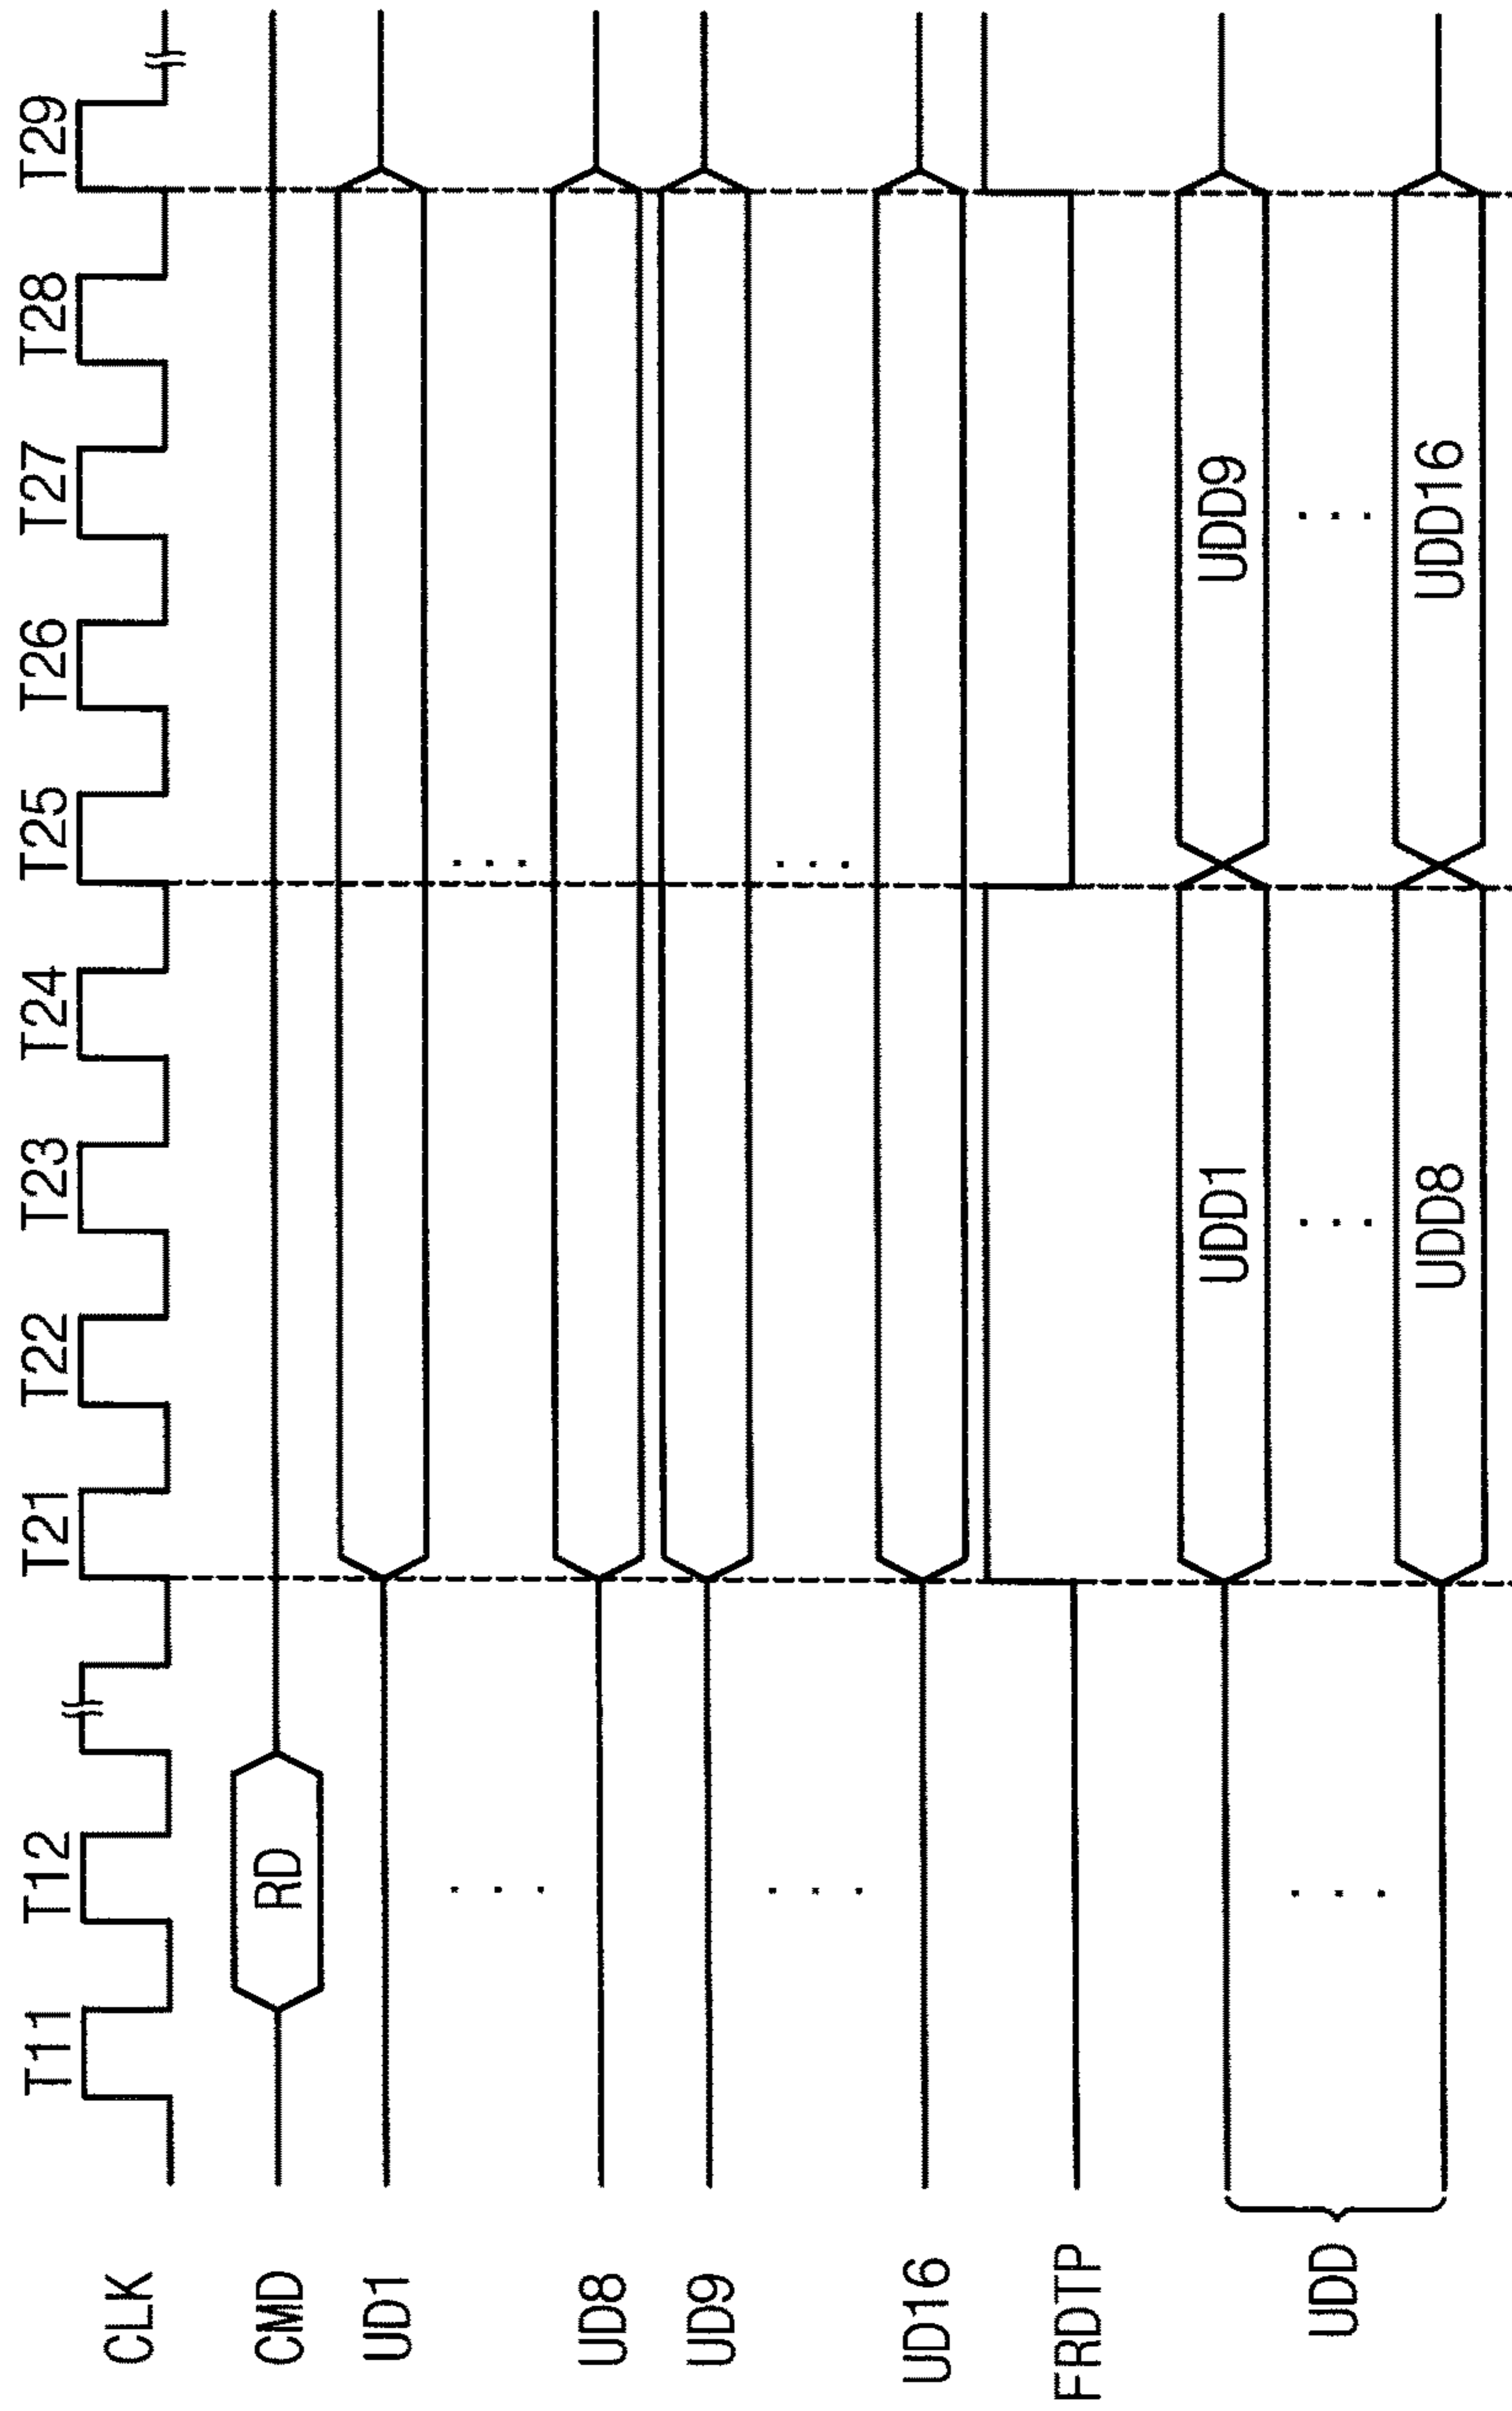 T11 T12 T21 T22 T23 T24 T25 T26 T27 T28 T29
CLK
CMD RD
UD1
. . . . . .
UD8
UD9
. . . . . .
UD16
FRDTP
UDD1 UDD9
UDD . . . . . . . . .
UDD8 UDD16